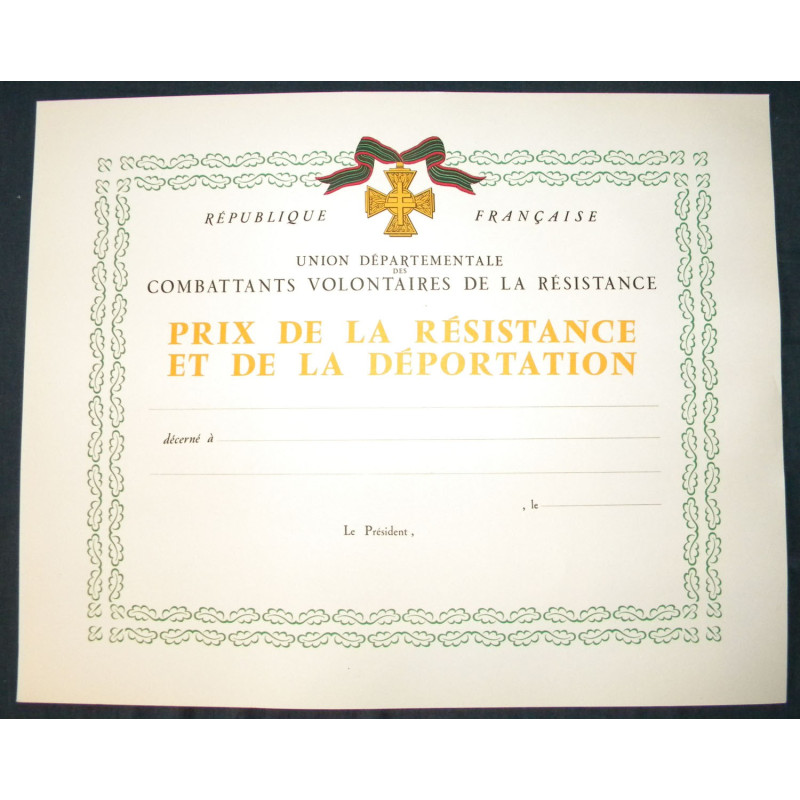 RÉPUBLIQUE FRANÇAISE
UNION DÉPARTEMENTALE
DES
COMBATTANTS VOLONTAIRES DE LA RÉSISTANCE
PRIX DE LA RÉSISTANCE
ET DE LA DÉPORTATION
décerné à
, le
Le Président,